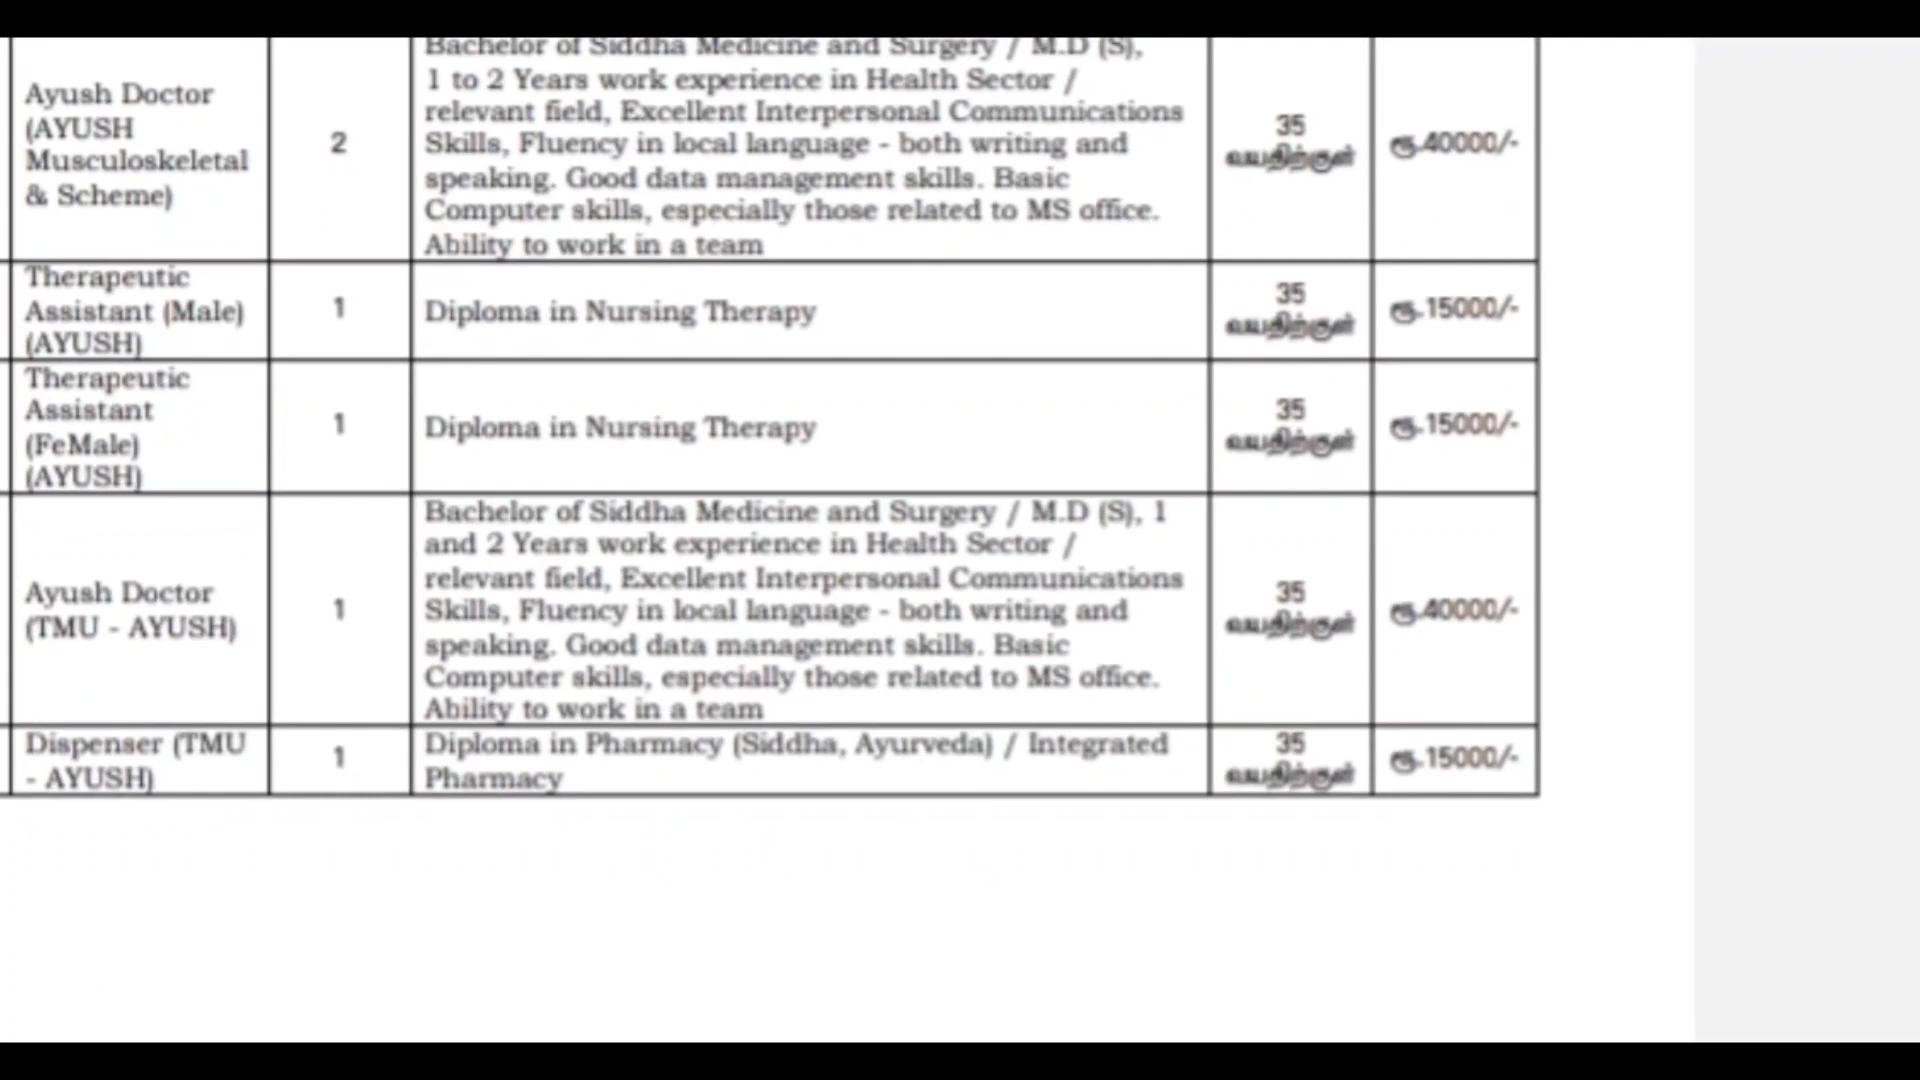 Ayush Doctor
(AYUSH
Musculoskeletal
& Scheme)
2
Bachelor of Siddha Medicine and Surgery / M.D (S),
1 to 2 Years work experience in Health Sector /
relevant field, Excellent Interpersonal Communications
Skills, Fluency in local language - both writing and
speaking. Good data management skills. Basic
Computer skills, especially those related to MS office.
Ability to work in a team
35
வயதிற்குள்
ரூ.40000/-
Therapeutic
Assistant (Male)
(AYUSH)
1
Diploma in Nursing Therapy
35
வயதிற்குள்
ரூ.15000/-
Therapeutic
Assistant
(FeMale)
(AYUSH)
1
Diploma in Nursing Therapy
35
வயதிற்குள்
ரூ.15000/-
Ayush Doctor
(TMU - AYUSH)
1
Bachelor of Siddha Medicine and Surgery / M.D (S), 1
and 2 Years work experience in Health Sector /
relevant field, Excellent Interpersonal Communications
Skills, Fluency in local language - both writing and
speaking. Good data management skills. Basic
Computer skills, especially those related to MS office.
Ability to work in a team
35
வயதிற்குள்
ரூ.40000/-
Dispenser (TMU
- AYUSH)
1
Diploma in Pharmacy (Siddha, Ayurveda) / Integrated
Pharmacy
35
வயதிற்குள்
ரூ.15000/-